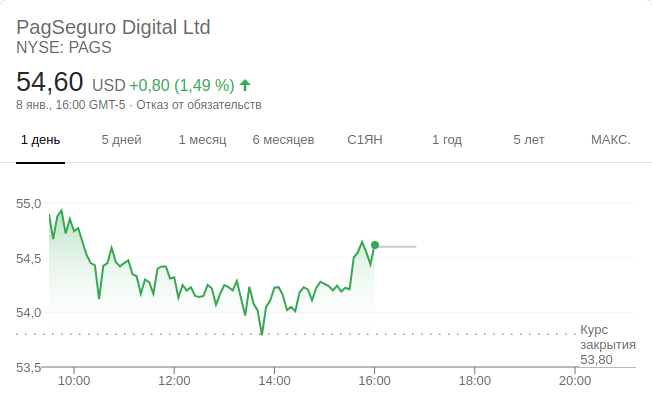 PagSeguro Digital Ltd
NYSE: PAGS
54,60 USD +0,80 (1,49 %)
8 янв., 16:00 GMT-5 · Отказ от обязательств
1 день 5 дней 1 месяц 6 месяцев С1ЯН 1 год 5 лет МАКС.
55,0
54,5
54,0
Курс
закрытия
53,80
53,5
10:00 12:00 14:00 16:00 18:00 20:00